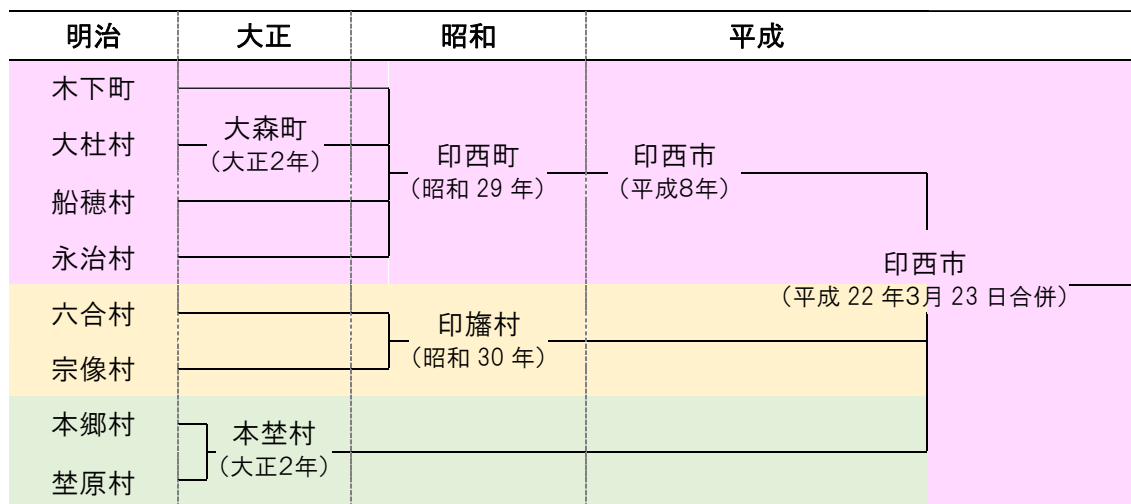 明治 大正 昭和 平成
木下町
大杜村
大森町
（大正2年）
船穂村
永治村
印西町
（昭和 29 年）
印西市
（平成8年）
六合村
宗像村
印旛村
（昭和 30 年）
本郷村
埜原村
本埜村
（大正2年）
印西市
（平成 22 年3月 23 日合併）